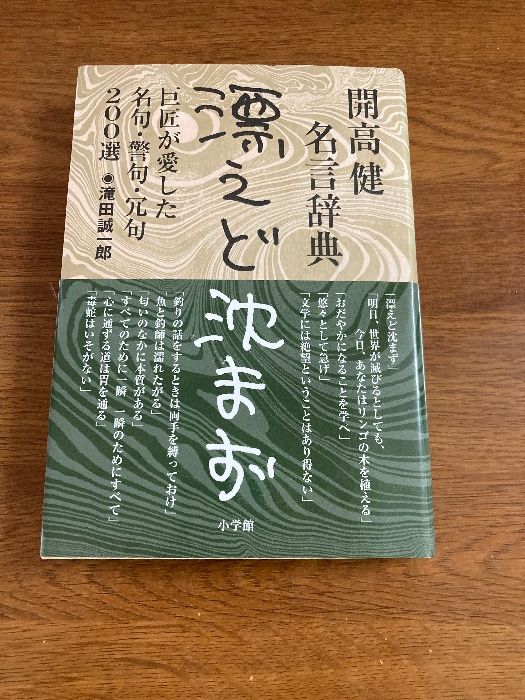 開高健
名言辞典
漂えど
沈まず
巨匠が愛した
名句・警句・冗句
200選 ◉ 滝田誠一郎
「漂えど沈まず」
「明日、世界が滅びるとしても、
今日、あなたはリンゴの木を植える」
「おだやかになることを学べ」
「悠々として急げ」
「文学には絶望ということはあり得ない」
「釣りの話をするときは両手を縛っておけ」
「魚と釣師は濡れたがる」
「匂いのなかに本質がある」
「すべてのために一瞬 一瞬のためにすべて」
「心に通ずる道は胃を通る」
「毒蛇はいそがない」
小学館